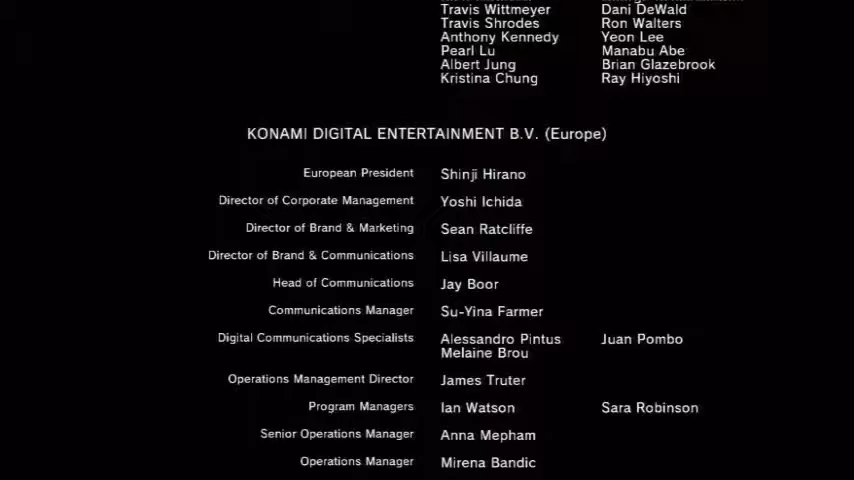 Travis Wittmeyer Dani DeWald
Travis Shrodes Ron Walters
Anthony Kennedy Yeon Lee
Pearl Lu Manabu Abe
Albert Jung Brian Glazebrook
Kristina Chung Ray Hiyoshi
KONAMI DIGITAL ENTERTAINMENT B.V. (Europe)
European President Shinji Hirano
Director of Corporate Management Yoshi Ichida
Director of Brand & Marketing Sean Ratcliffe
Director of Brand & Communications Lisa Villaume
Head of Communications Jay Boor
Communications Manager Su-Yina Farmer
Digital Communications Specialists Alessandro Pintus Juan Pombo
Melaine Brou
Operations Management Director James Truter
Program Managers Ian Watson Sara Robinson
Senior Operations Manager Anna Mepham
Operations Manager Mirena Bandic